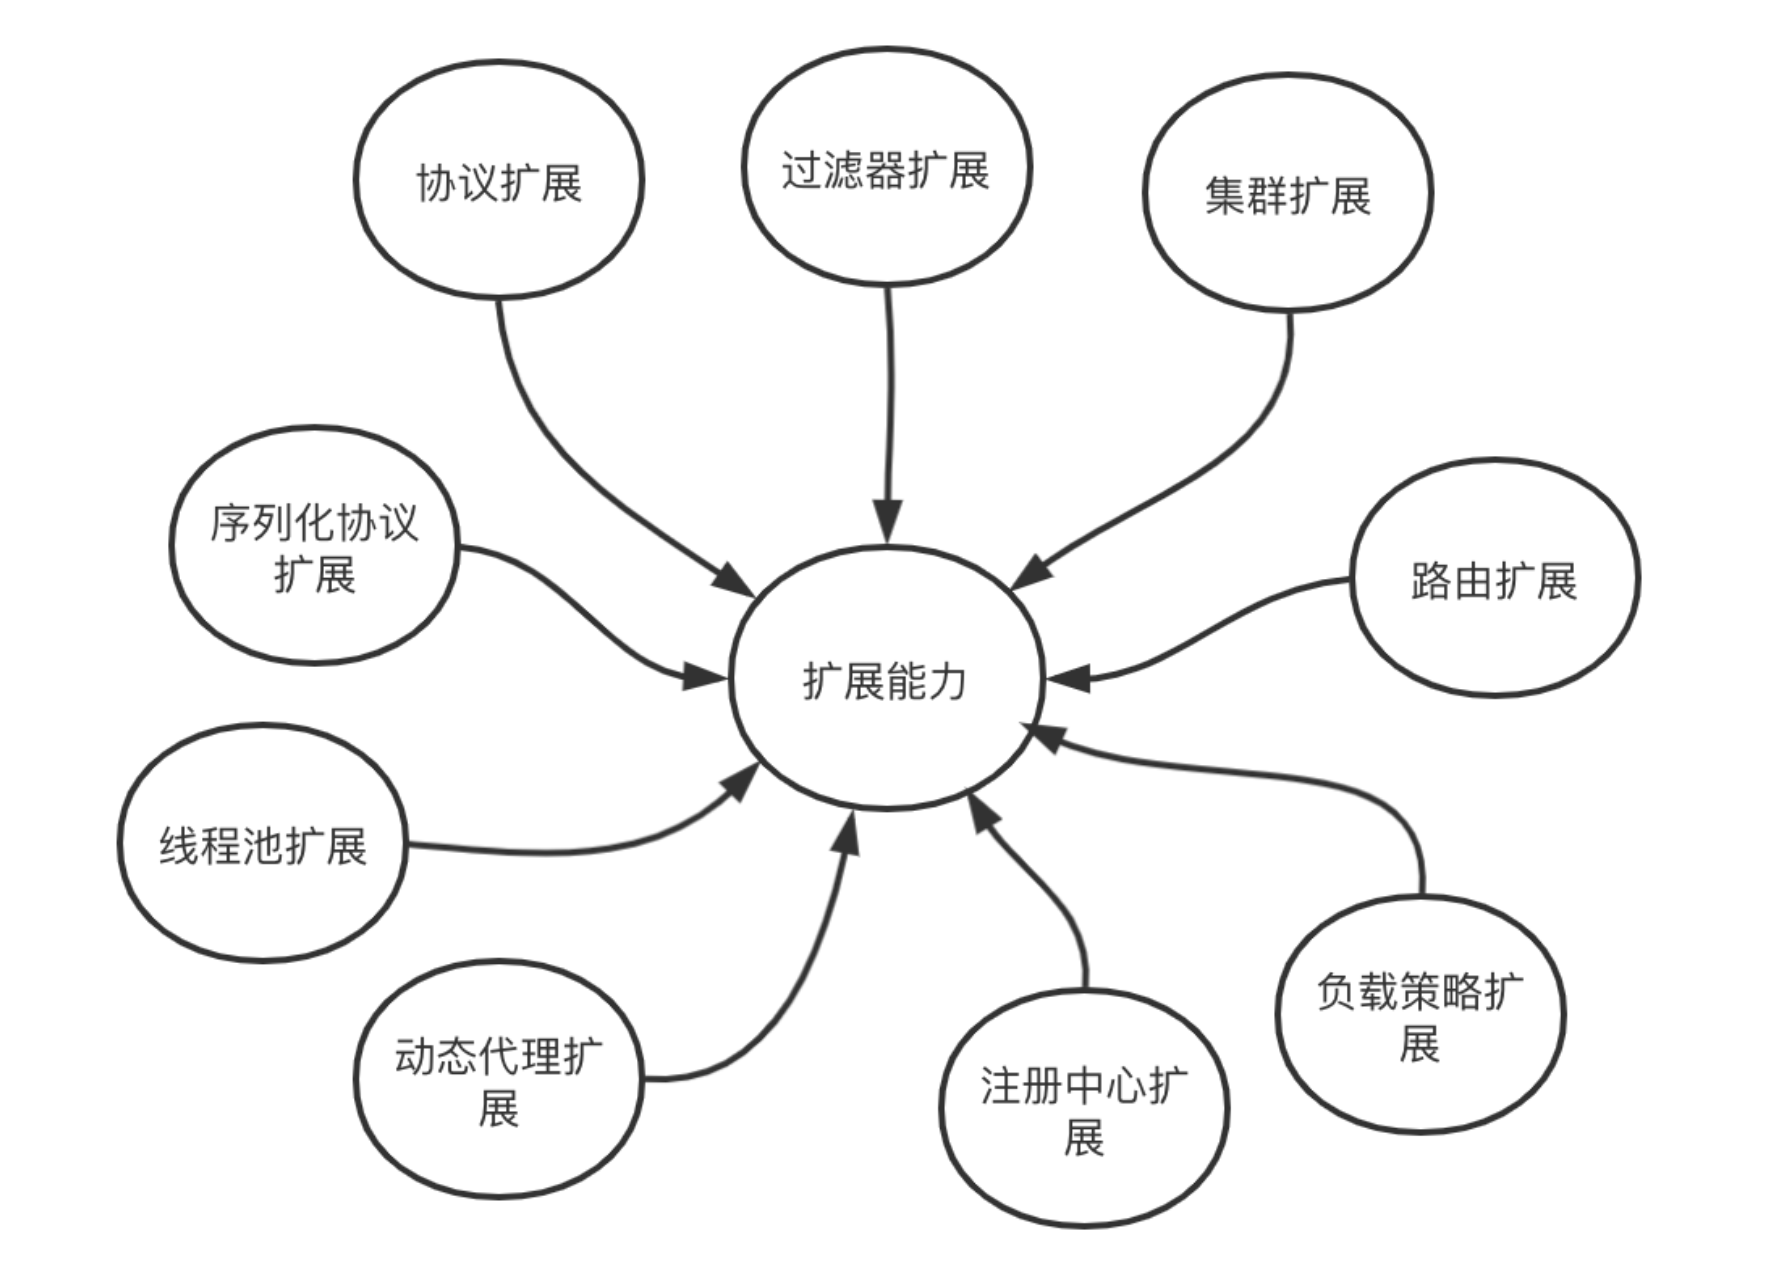 协议扩展
过滤器扩展
集群扩展
序列化协议
扩展
路由扩展
扩展能力
线程池扩展
负载策略扩
展
动态代理扩
展
注册中心扩
展